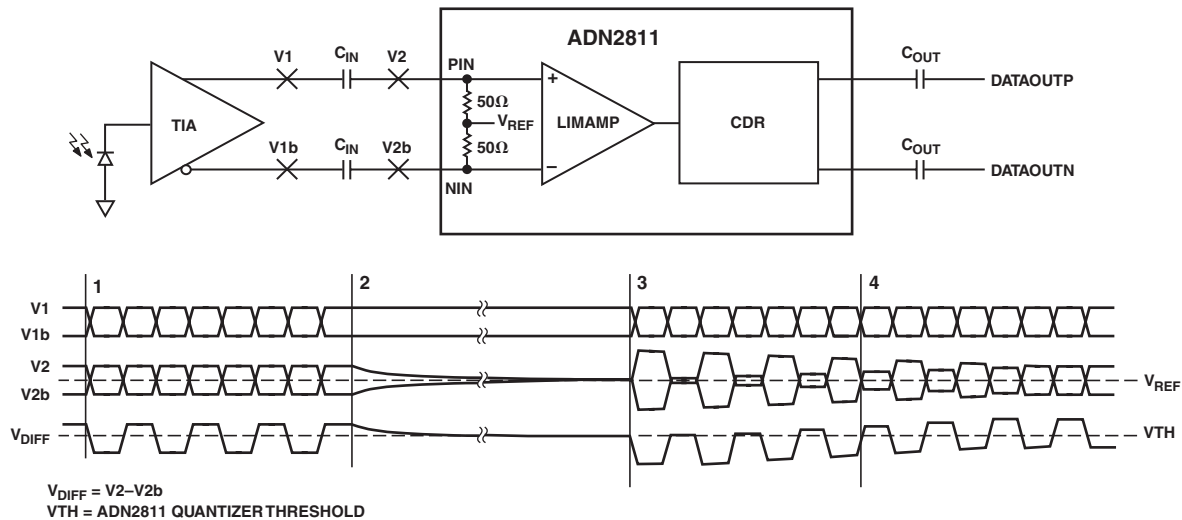 ADN2811
V1
CIN
V2
PIN
COUT
DATAOUTP
50Ω
TIA
VREF
LIMAMP
CDR
50Ω
V1b
CIN
V2b
NIN
COUT
DATAOUTN
+
−
1
2
3
4
V1
V1b
V2
VREF
V2b
VDIFF
VTH
VDIFF = V2–V2b
VTH = ADN2811 QUANTIZER THRESHOLD